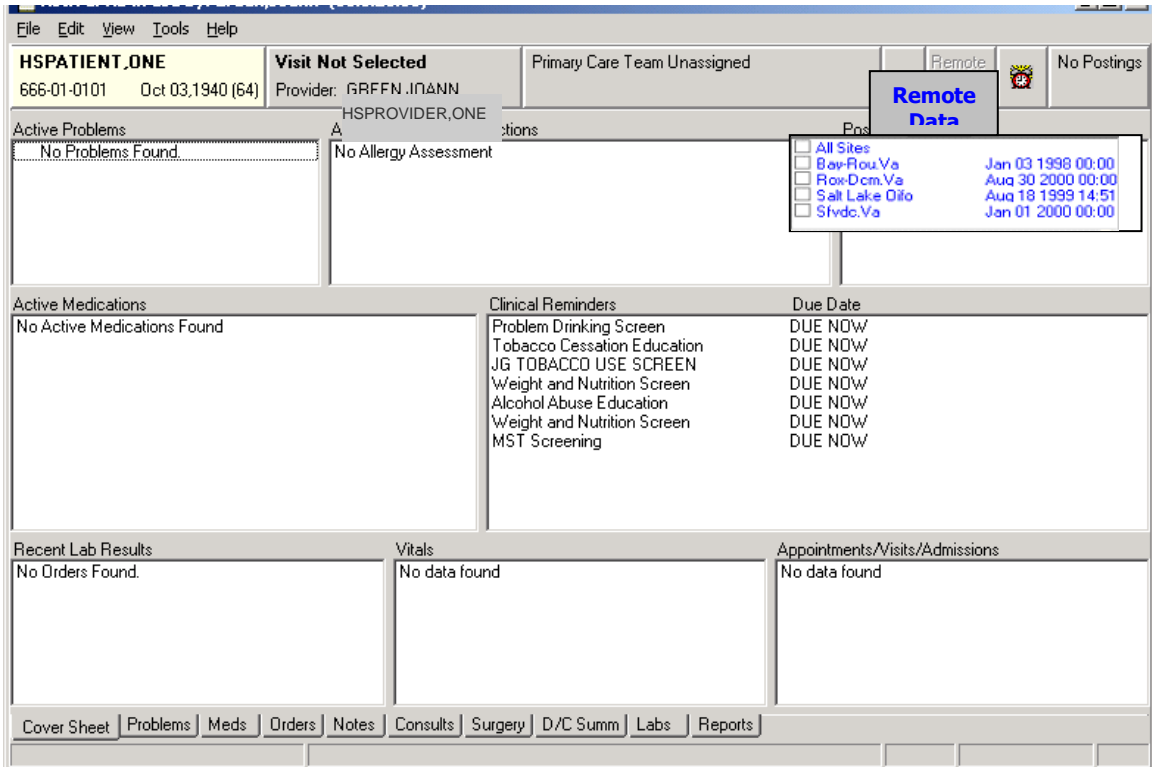 File Edit View Tools Help
HSPATIENT,ONE
666-01-0101 Oct 03,1940 (64)
Visit Not Selected
Provider: GREEN,JOANN
HSPROVIDER,ONE
Primary Care Team Unassigned
Remote
Remote
Data
No Postings
Active Problems
No Problems Found.
No Allergy Assessment
All Sites
Bay-Rou.Va Jan 03 1998 00:00
Rox-Dcm.Va Aug 30 2000 00:00
Salt Lake Oifo Aug 18 1999 14:51
Sfvdc.Va Jan 01 2000 00:00
Active Medications
No Active Medications Found
Clinical Reminders Due Date
Problem Drinking Screen DUE NOW
Tobacco Cessation Education DUE NOW
JG TOBACCO USE SCREEN DUE NOW
Weight and Nutrition Screen DUE NOW
Alcohol Abuse Education DUE NOW
Weight and Nutrition Screen DUE NOW
MST Screening DUE NOW
Recent Lab Results
No Orders Found.
Vitals
No data found
Appointments/Visits/Admissions
No data found
Cover Sheet Problems Meds Orders Notes Consults Surgery D/C Summ Labs Reports